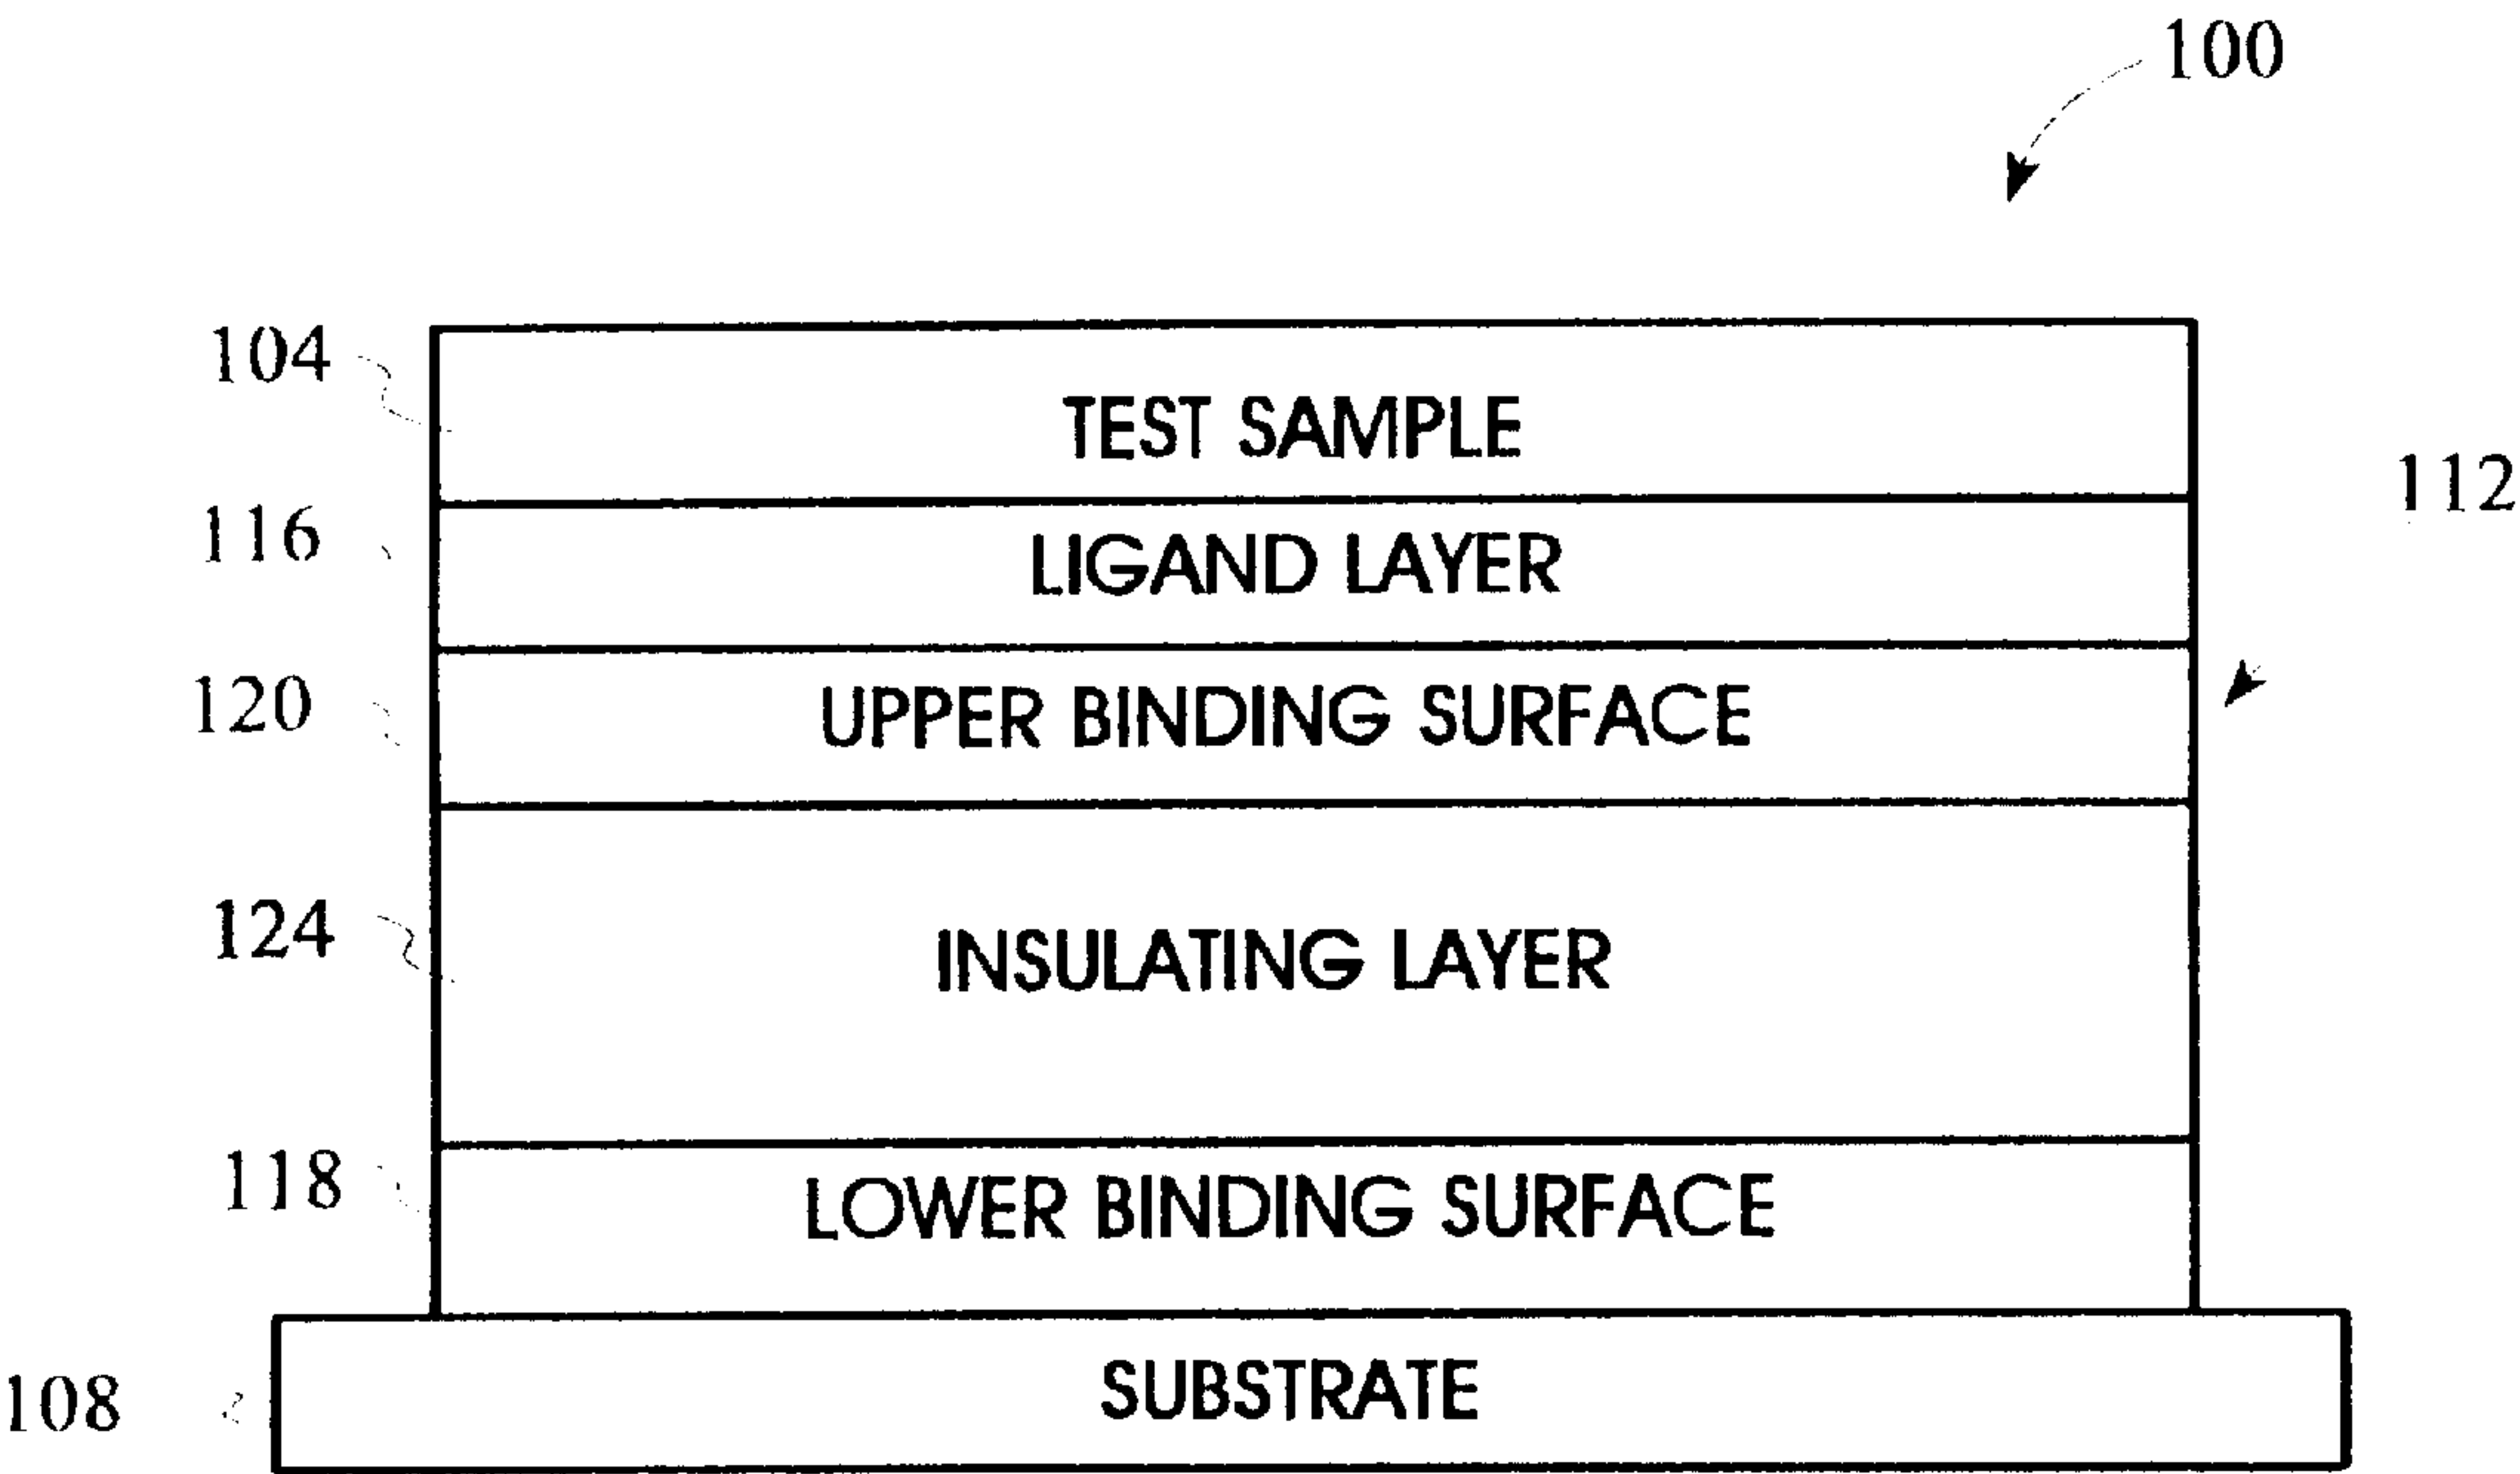 100
104
TEST SAMPLE
112
116
LIGAND LAYER
120
UPPER BINDING SURFACE
124
INSULATING LAYER
118
LOWER BINDING SURFACE
108
SUBSTRATE